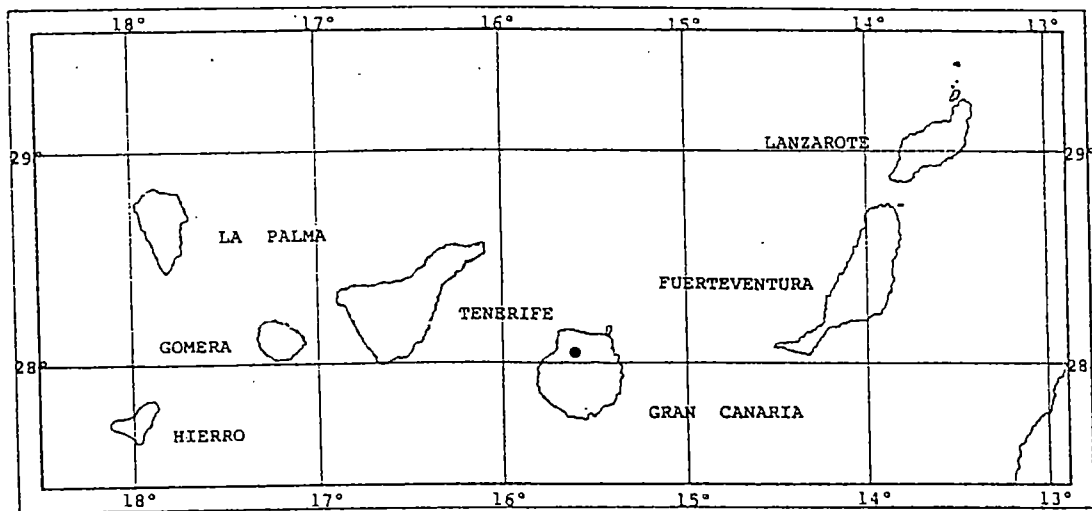 18° 17° 16° 15° 14° 13°
LANZAROTE
29° 29°
LA PALMA
FUERTEVENTURA
TENERIFE
GOMERA
28° 28°
GRAN CANARIA
HIERRO
18° 17° 16° 15° 14° 13°